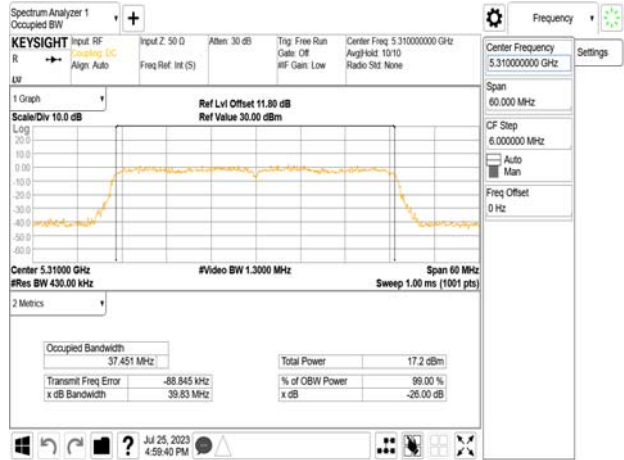 Spectrum Analyzer 1
Occupied BW
Frequency
KEYSIGHT
R
Input: RF
Coupling: DC
Align: Auto
Input Z: 50 Ω
Freq Ref: Int (S)
Atten: 30 dB
Trig: Free Run
Gate: Off
#IF Gain: Low
Center Freq: 5.310000000 GHz
Avg|Hold: 10/10
Radio Std: None
Center Frequency
5.310000000 GHz
Settings
Span
60.000 MHz
CF Step
6.000000 MHz
Auto
Man
Freq Offset
0 Hz
1 Graph
Scale/Div 10.0 dB
Ref Lvl Offset 11.80 dB
Ref Value 30.00 dBm
Log
20.0
10.0
0.00
-10.0
-20.0
-30.0
-40.0
-50.0
-60.0
Center 5.31000 GHz
#Res BW 430.00 kHz
#Video BW 1.3000 MHz
Span 60 MHz
Sweep 1.00 ms (1001 pts)
2 Metrics
Occupied Bandwidth
37.451 MHz
Total Power 17.2 dBm
Transmit Freq Error -88.845 kHz
% of OBW Power 99.00 %
x dB Bandwidth 39.83 MHz
x dB -26.00 dB
?
Jul 25, 2023
4:59:40 PM